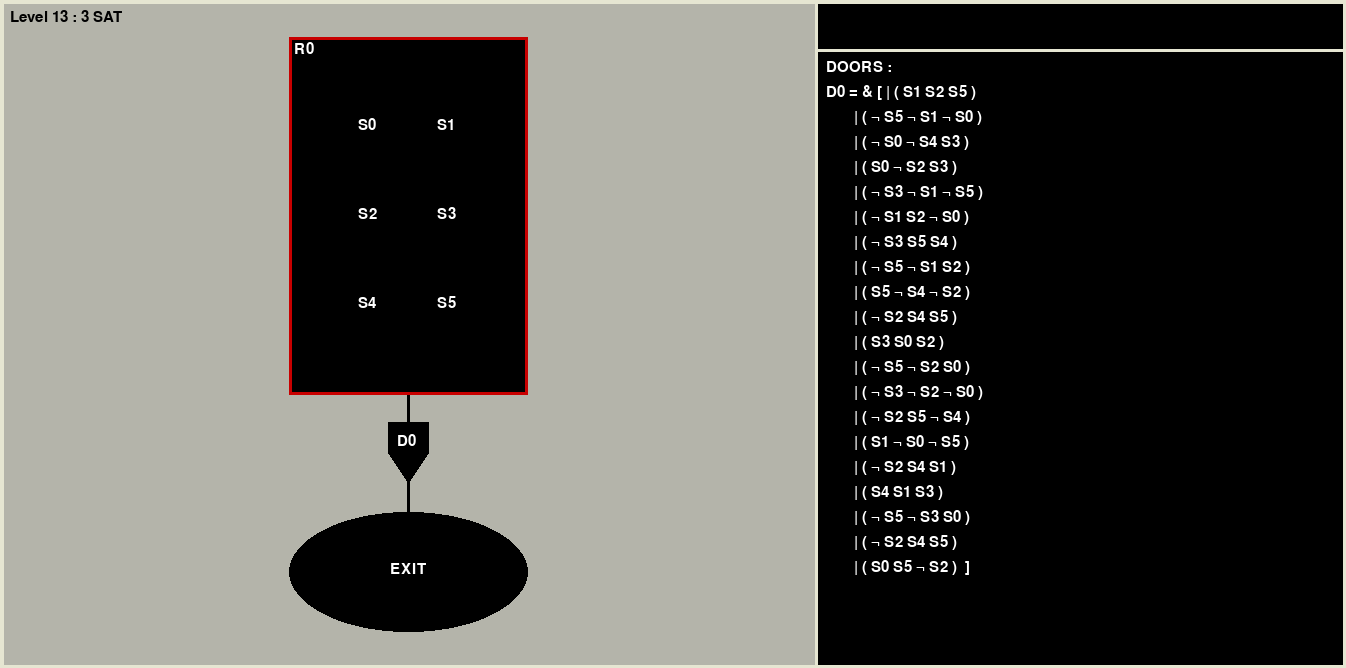 Level 13 : 3 SAT
R0
S0 S1
S2 S3
S4 S5
D0
EXIT
DOORS :
D0 = & [ | ( S1 S2 S5 )
| ( ¬ S5 ¬ S1 ¬ S0 )
| ( ¬ S0 ¬ S4 S3 )
| ( S0 ¬ S2 S3 )
| ( ¬ S3 ¬ S1 ¬ S5 )
| ( ¬ S1 S2 ¬ S0 )
| ( ¬ S3 S5 S4 )
| ( ¬ S5 ¬ S1 S2 )
| ( S5 ¬ S4 ¬ S2 )
| ( ¬ S2 S4 S5 )
| ( S3 S0 S2 )
| ( ¬ S5 ¬ S2 S0 )
| ( ¬ S3 ¬ S2 ¬ S0 )
| ( ¬ S2 S5 ¬ S4 )
| ( S1 ¬ S0 ¬ S5 )
| ( ¬ S2 S4 S1 )
| ( S4 S1 S3 )
| ( ¬ S5 ¬ S3 S0 )
| ( ¬ S2 S4 S5 )
| ( S0 S5 ¬ S2 ) ]